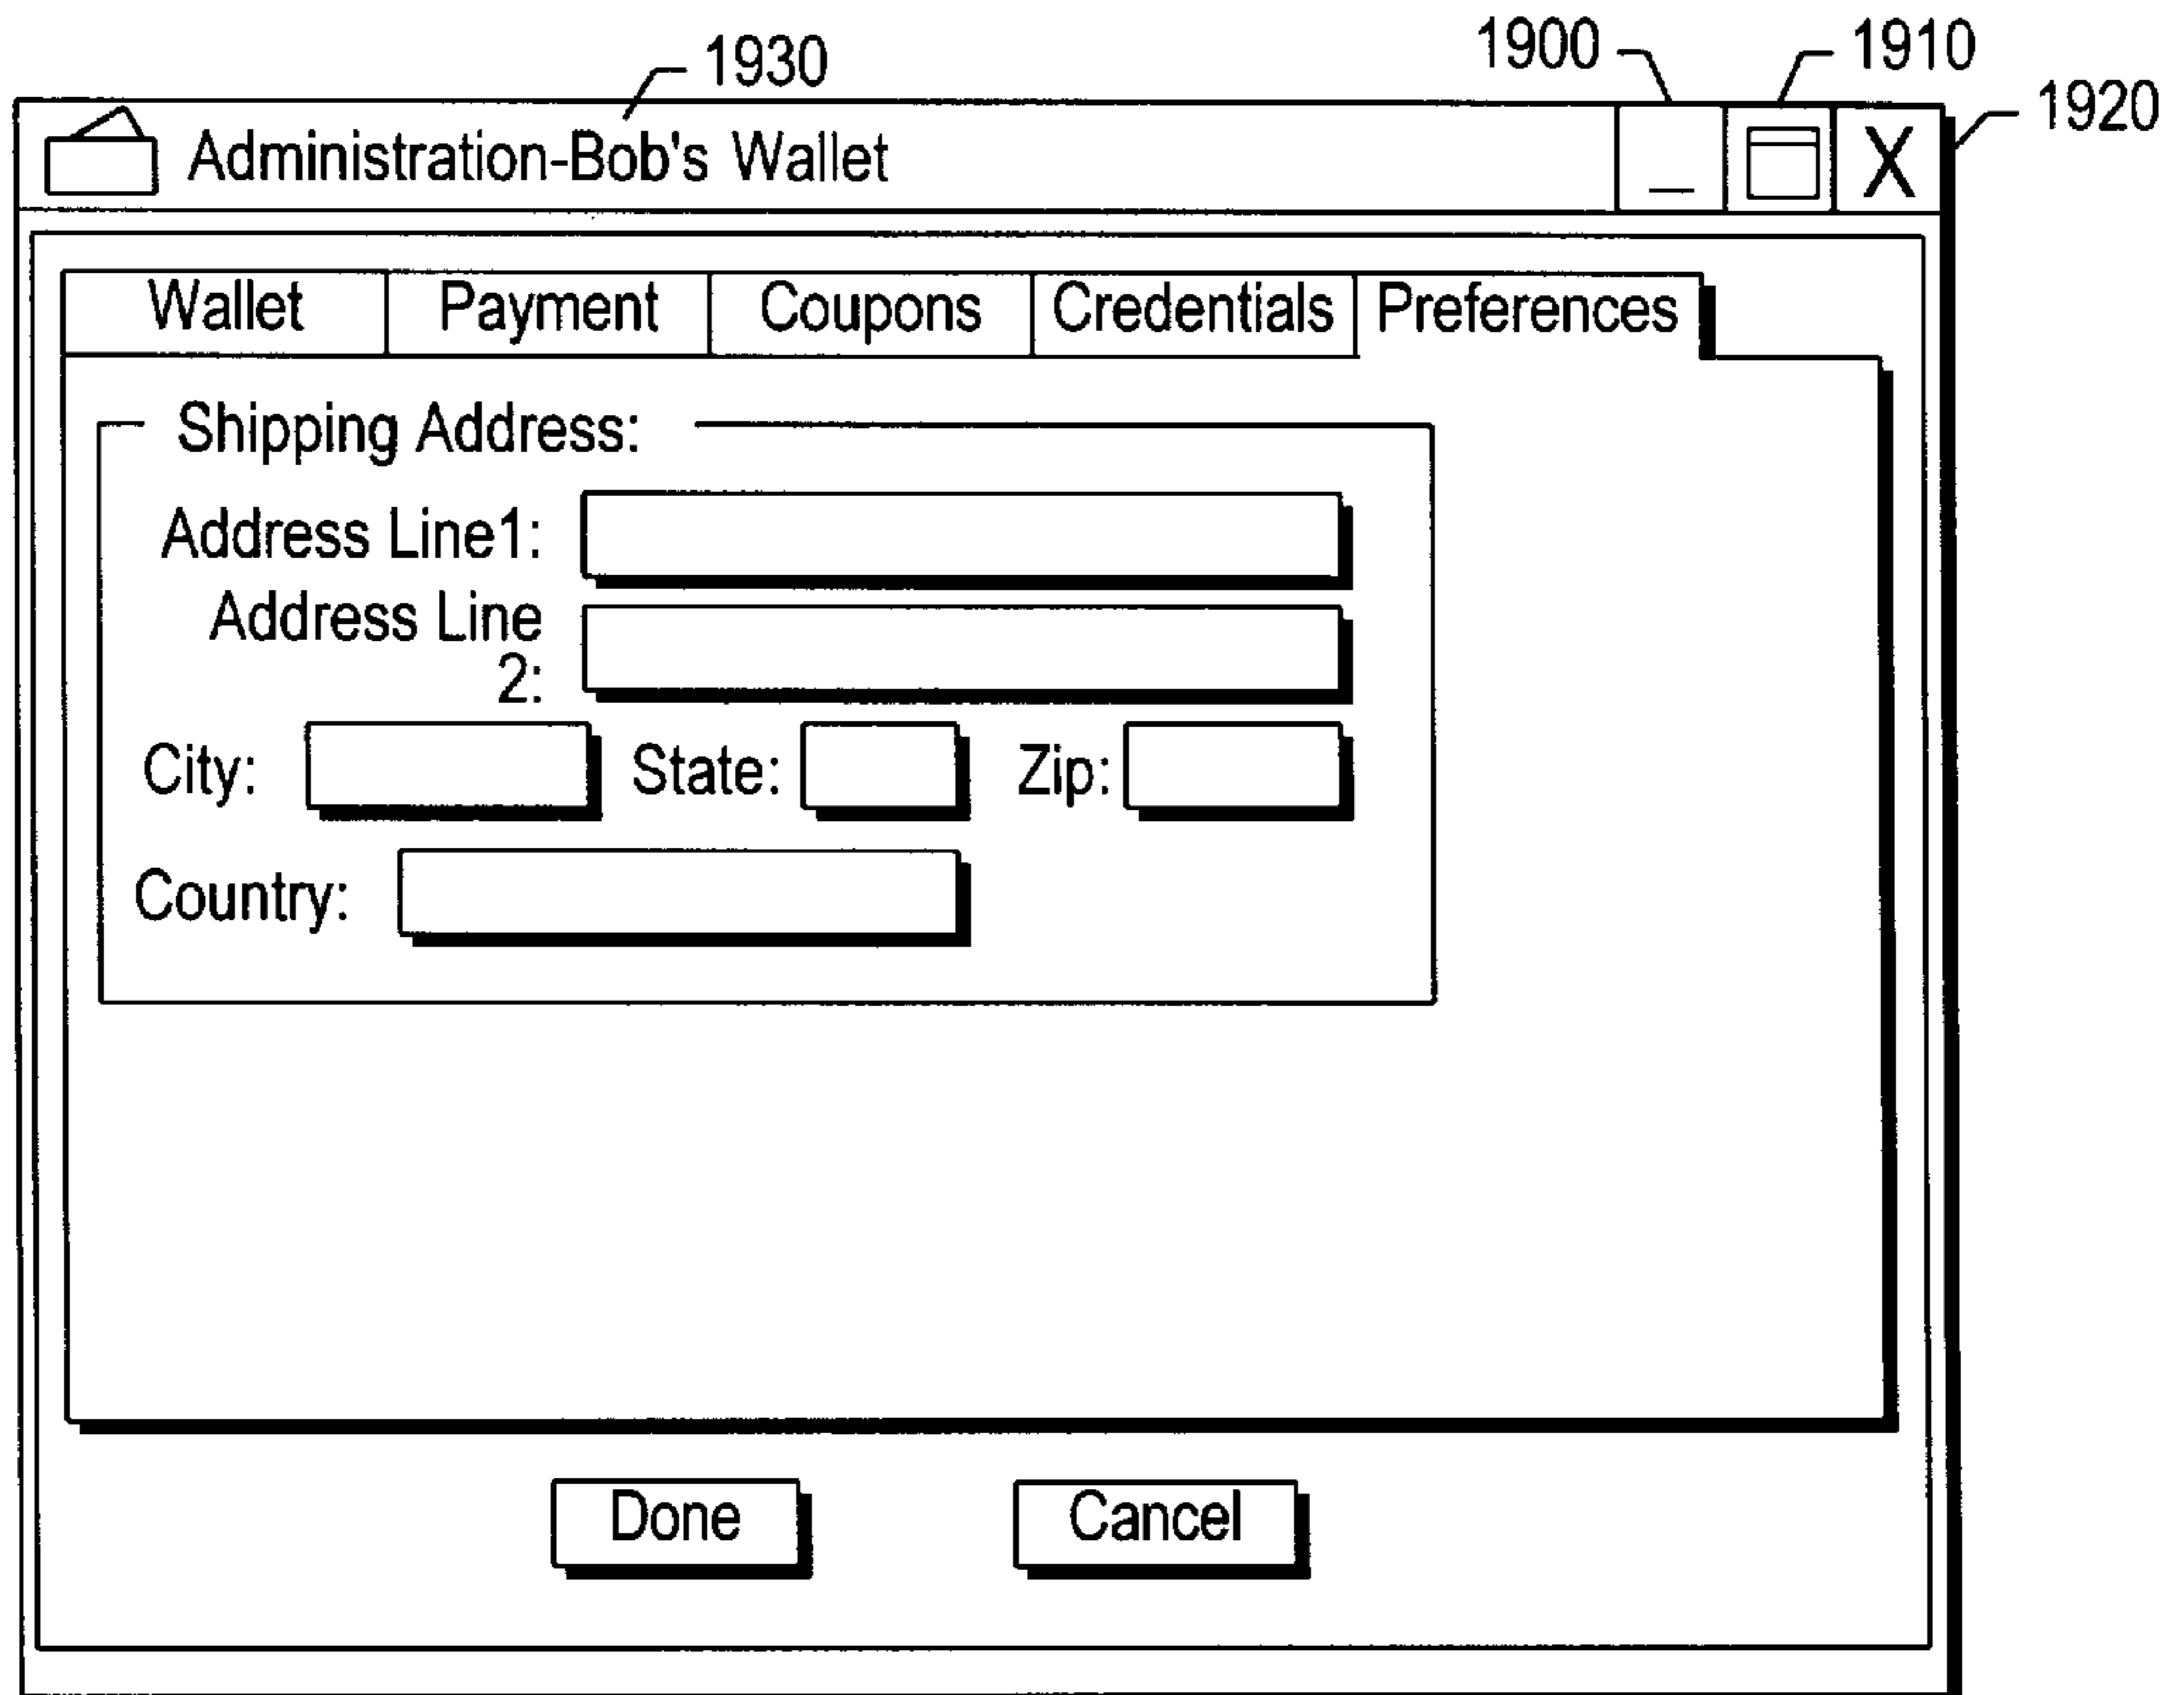 1930
1900
1910
1920
Administration-Bob's Wallet
_
X
Wallet Payment Coupons Credentials Preferences
Shipping Address:
Address Line1:
Address Line
2:
City: State: Zip:
Country:
Done Cancel